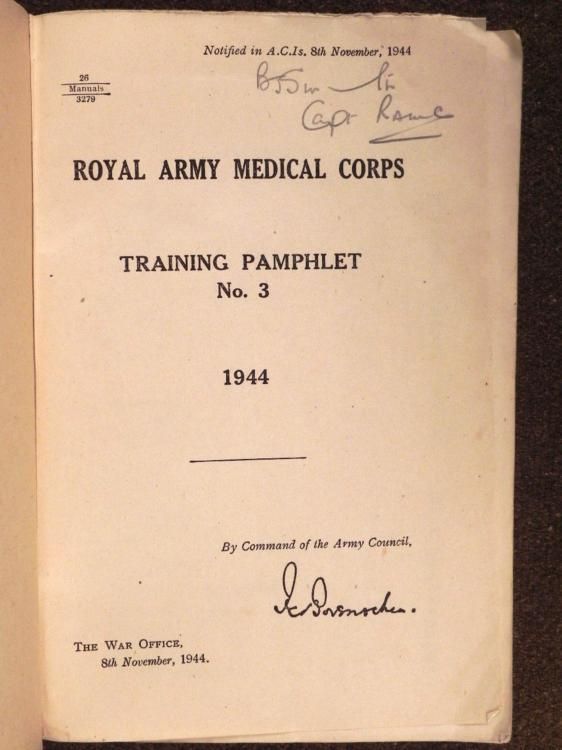 Notified in A.C.Is. 8th November, 1944
26
Manuals
3279
Capt RAMC
ROYAL ARMY MEDICAL CORPS
TRAINING PAMPHLET
No. 3
1944
By Command of the Army Council,
THE WAR OFFICE,
8th November, 1944.